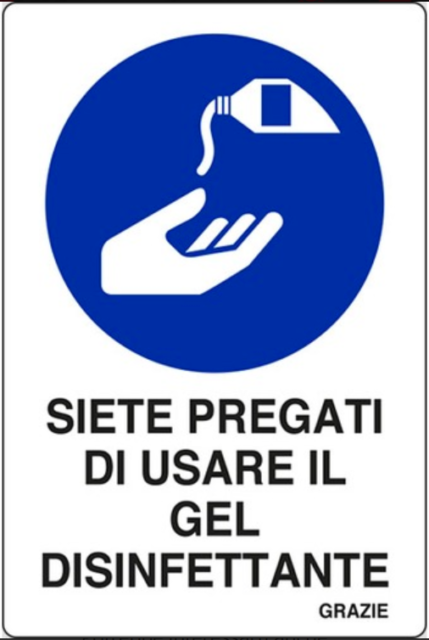 SIETE PREGATI
DI USARE IL
GEL
DISINFETTANTE
GRAZIE